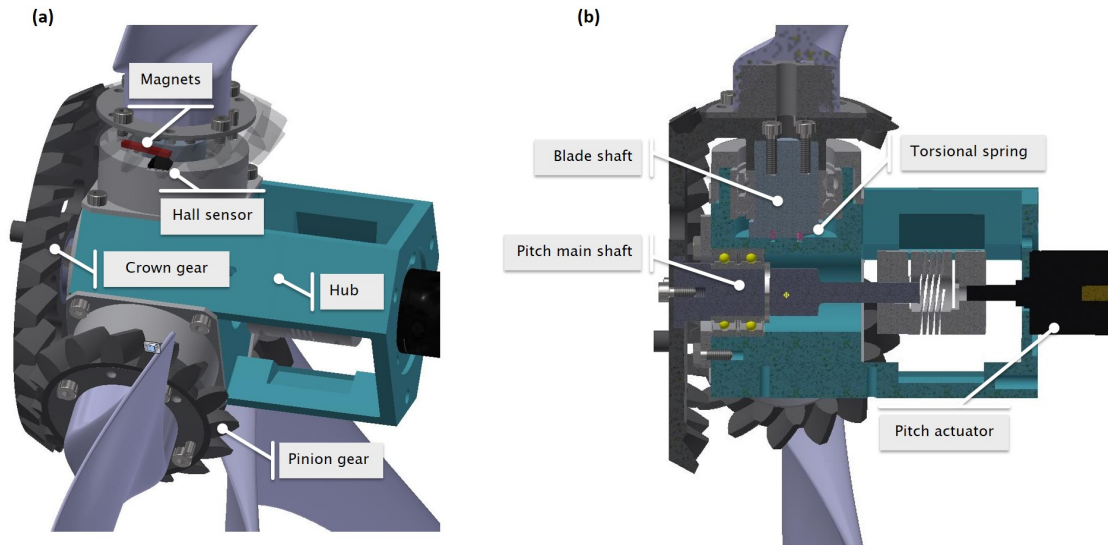 (a)
Magnets
Hall sensor
Crown gear
Hub
Pinion gear
(b)
Blade shaft
Torsional spring
Pitch main shaft
Pitch actuator